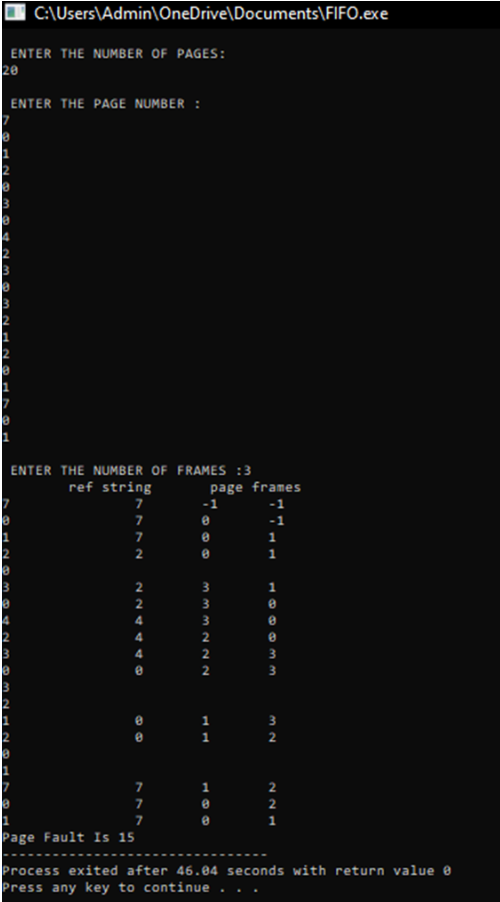 C:\Users\Admin\OneDrive\Documents\FIFO.exe
ENTER THE NUMBER OF PAGES:
20
ENTER THE PAGE NUMBER :
7
0
1
2
0
3
0
4
2
3
0
3
2
1
2
0
1
7
0
1
ENTER THE NUMBER OF FRAMES :3
ref string page frames
7 7 -1 -1
0 7 0 -1
1 7 0 1
2 2 0 1
0
3 2 3 1
0 2 3 0
4 4 3 0
2 4 2 0
3 4 2 3
0 0 2 3
3
2
1 0 1 3
2 0 1 2
0
1
7 7 1 2
0 7 0 2
1 7 0 1
Page Fault Is 15
--------------------------------
Process exited after 46.04 seconds with return value 0
Press any key to continue . . .